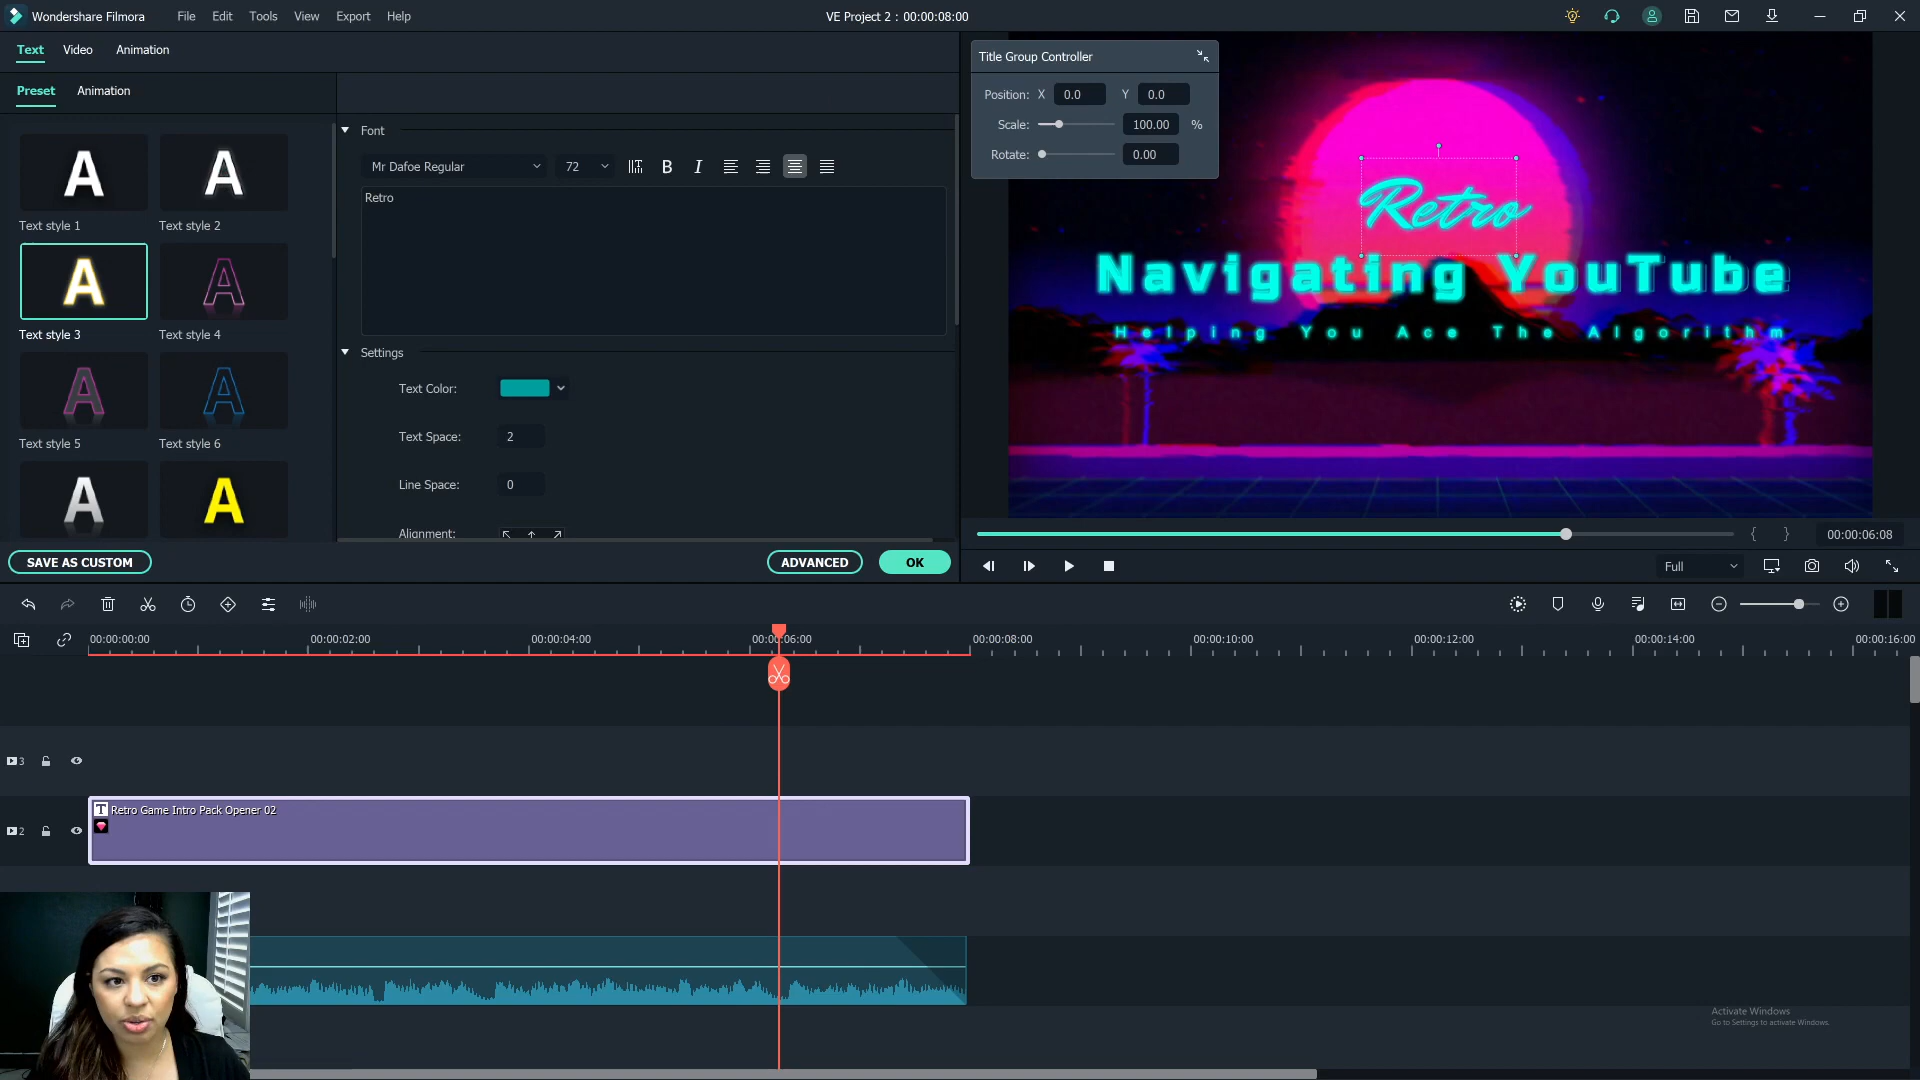 Wondershare Filmora File Edit Tools View Export Help VE Project 2 : 00:00:08:00
Text Video Animation
Preset Animation
Text style 1 Text style 2
Text style 3 Text style 4
Text style 5 Text style 6
SAVE AS CUSTOM
Font
Mr Dafoe Regular 72 B I
Retro
Settings
Text Color:
Text Space: 2
Line Space: 0
Alignment:
ADVANCED OK
Title Group Controller
Position: X 0.0 Y 0.0
Scale: 100.00 %
Rotate: 0.00
Retro
Navigating YouTube
Helping You Ace The Algorithm
{ } 00:00:06:08
Full
00:00:00:00 00:00:02:00 00:00:04:00 00:00:06:00 00:00:08:00 00:00:10:00 00:00:12:00 00:00:14:00 00:00:16:00
3
2 T Retro Game Intro Pack Opener 02
Activate Windows
Go to Settings to activate Windows.